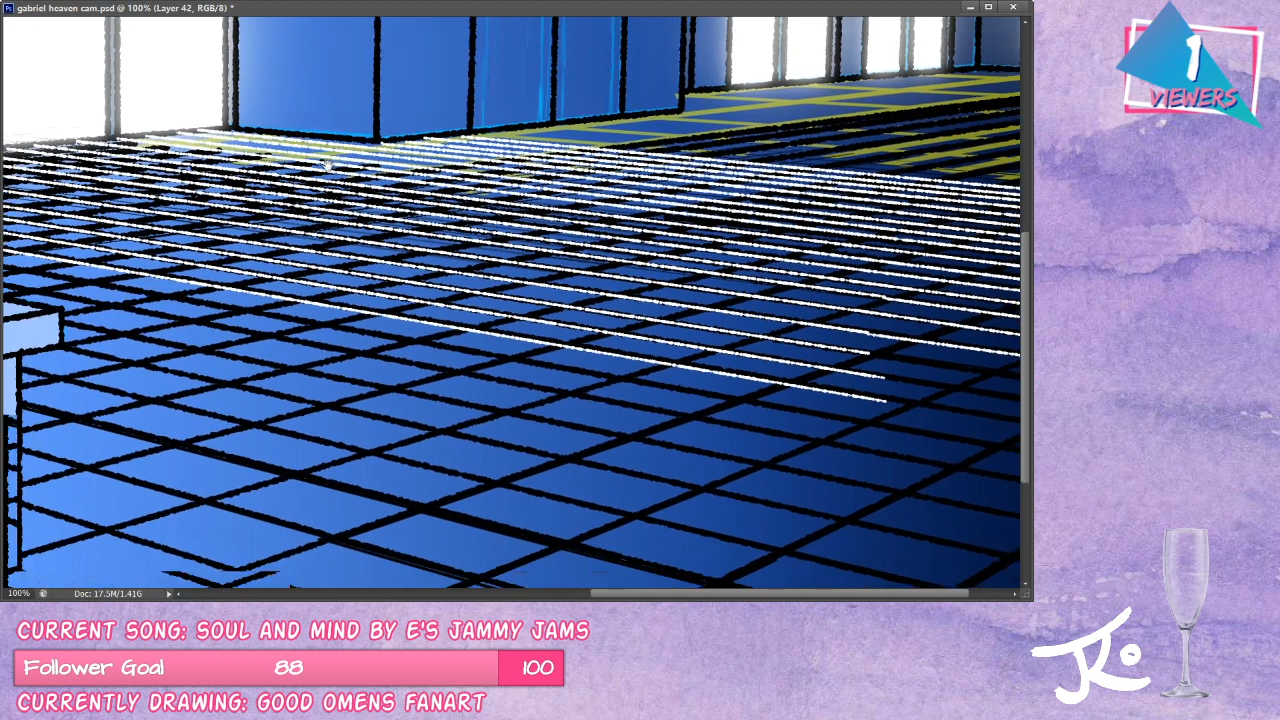 gabriel heaven cam.psd @ 100% (Layer 42, RGB/8) *
1
VIEWERS
100%
Doc: 17.5M/1.41G
CURRENT SONG: SOUL AND MIND BY E'S JAMMY JAMS
Follower Goal 88 100
CURRENTLY DRAWING: GOOD OMENS FANART
JKo